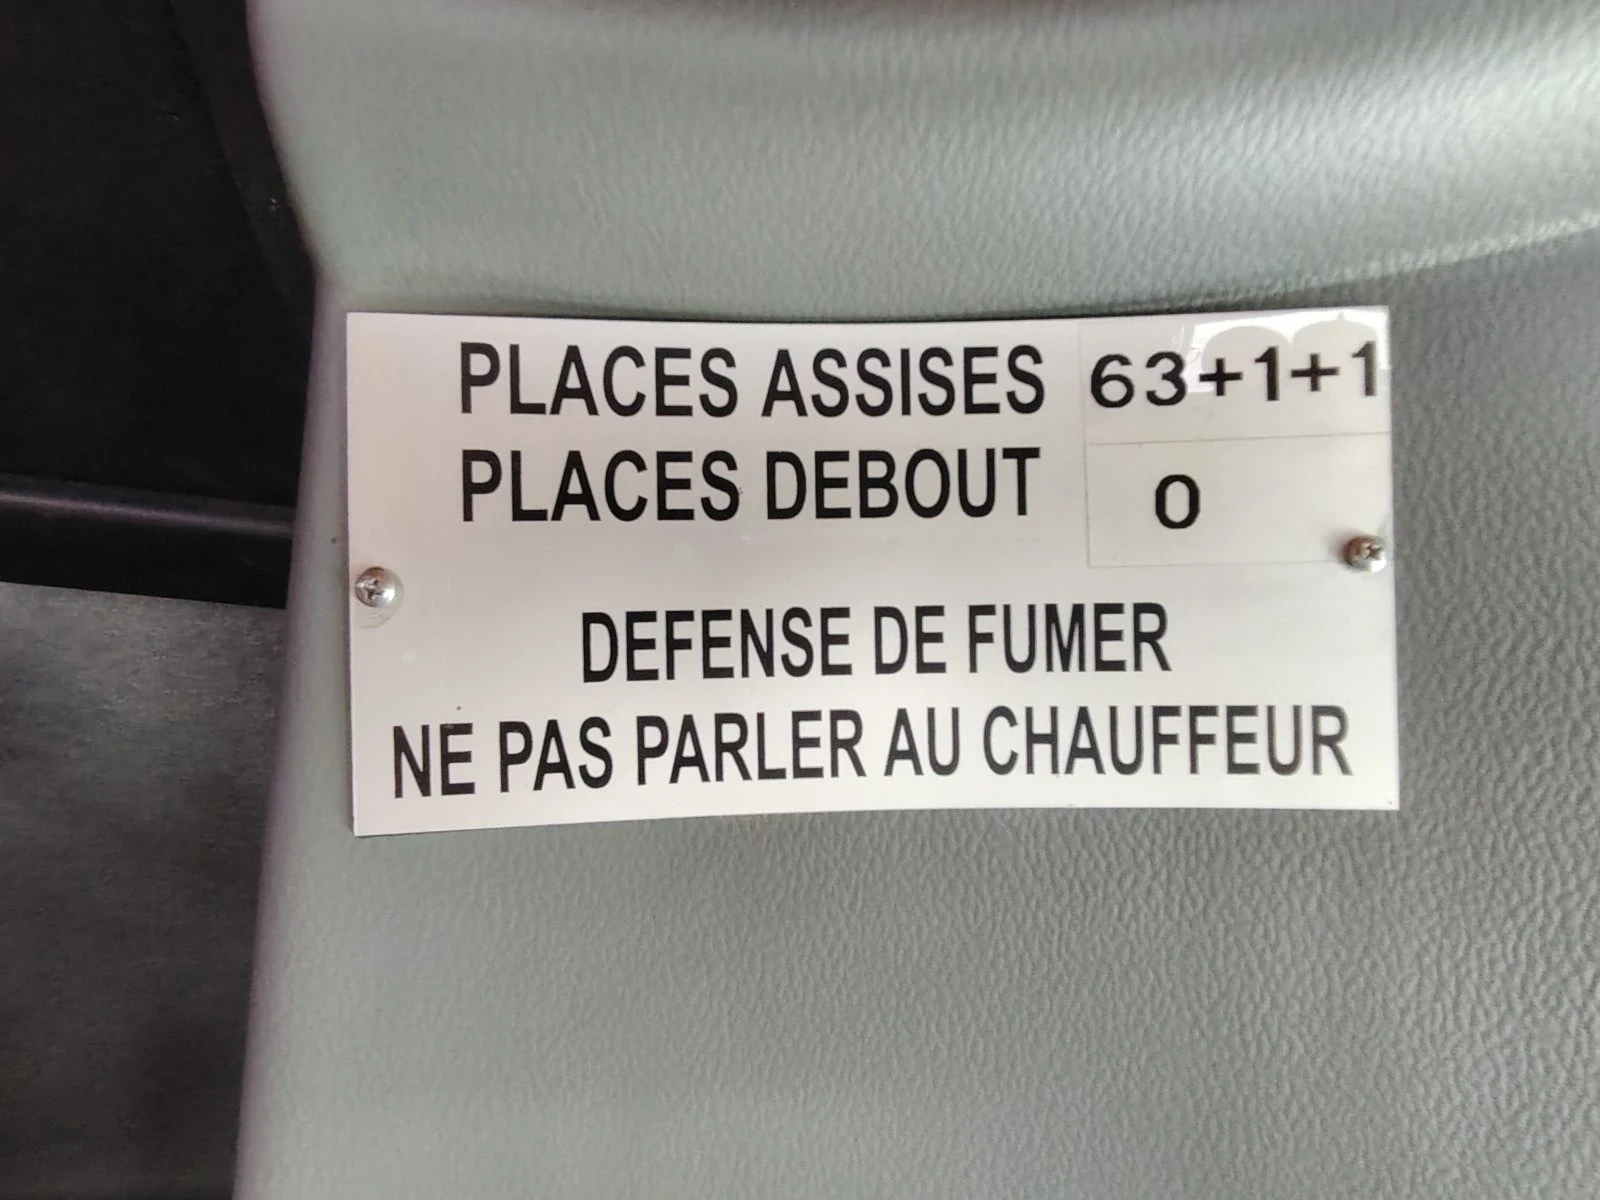 PLACES ASSISES 63+1+1
PLACES DEBOUT 0
DEFENSE DE FUMER
NE PAS PARLER AU CHAUFFEUR